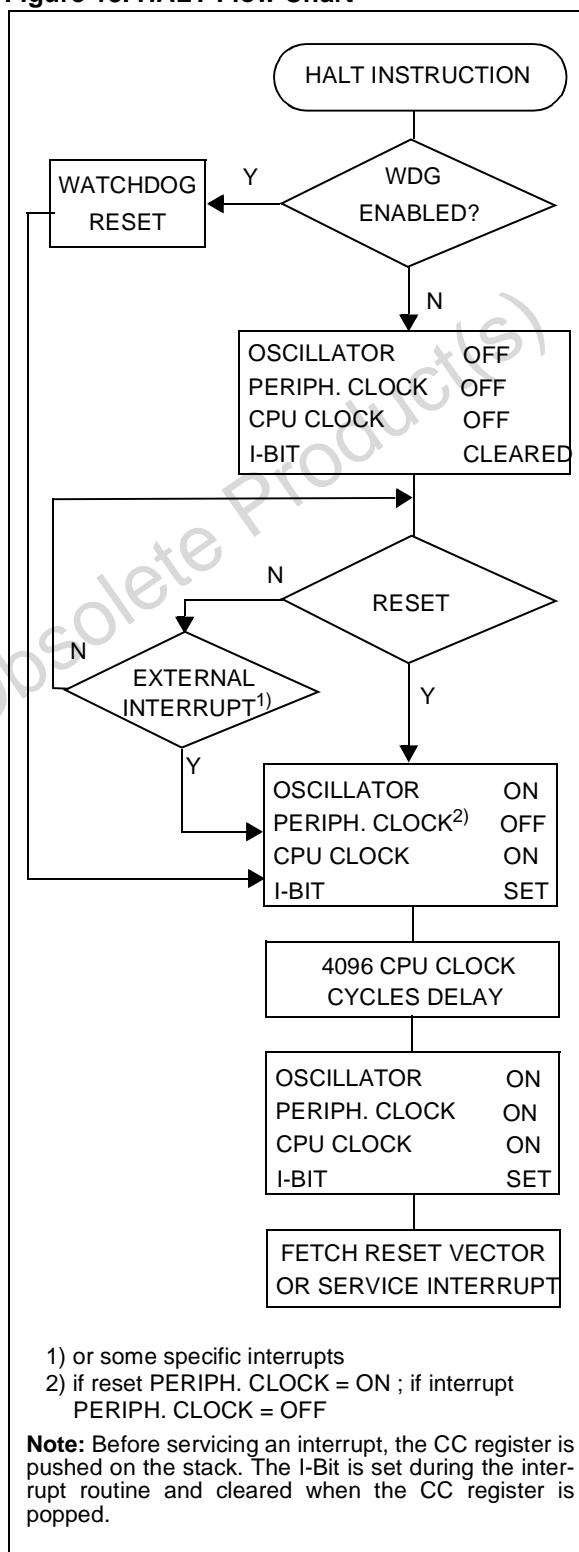 HALT INSTRUCTION
WDG
ENABLED?
Y
WATCHDOG
RESET
N
OSCILLATOR OFF
PERIPH. CLOCK OFF
CPU CLOCK OFF
I-BIT CLEARED
RESET
N
N
EXTERNAL
INTERRUPT1)
Y
Y
OSCILLATOR ON
PERIPH. CLOCK2) OFF
CPU CLOCK ON
I-BIT SET
4096 CPU CLOCK
CYCLES DELAY
OSCILLATOR ON
PERIPH. CLOCK ON
CPU CLOCK ON
I-BIT SET
FETCH RESET VECTOR
OR SERVICE INTERRUPT
1) or some specific interrupts
2) if reset PERIPH. CLOCK = ON ; if interrupt
PERIPH. CLOCK = OFF
Note: Before servicing an interrupt, the CC register is
pushed on the stack. The I-Bit is set during the inter-
rupt routine and cleared when the CC register is
popped.
Obsolete Product(s)